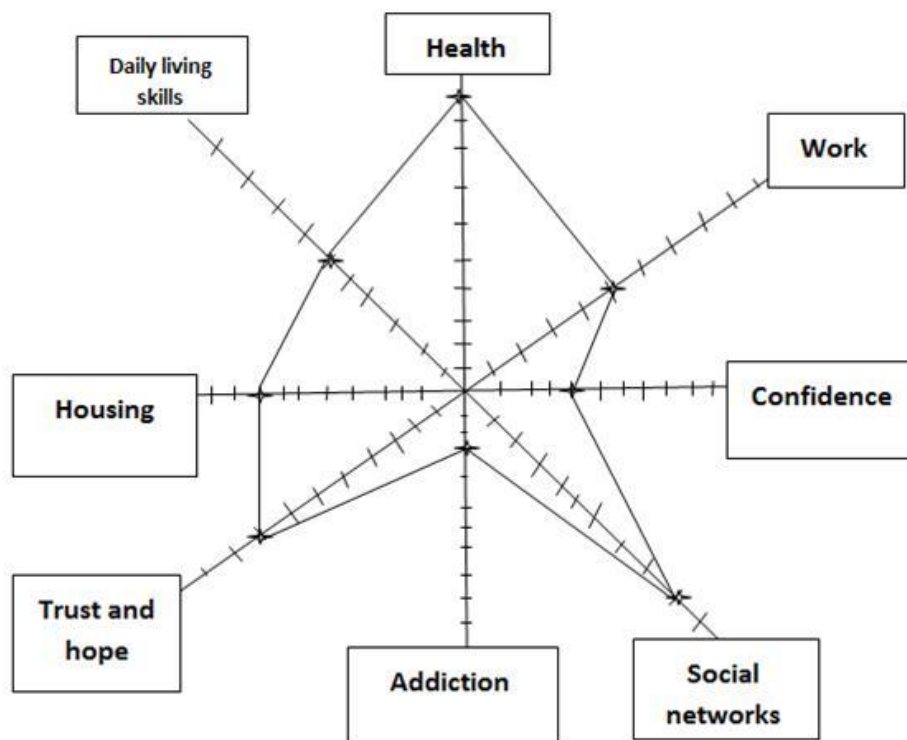 Health
Daily living
skills
Work
Housing
Confidence
Trust and
hope
Addiction
Social
networks